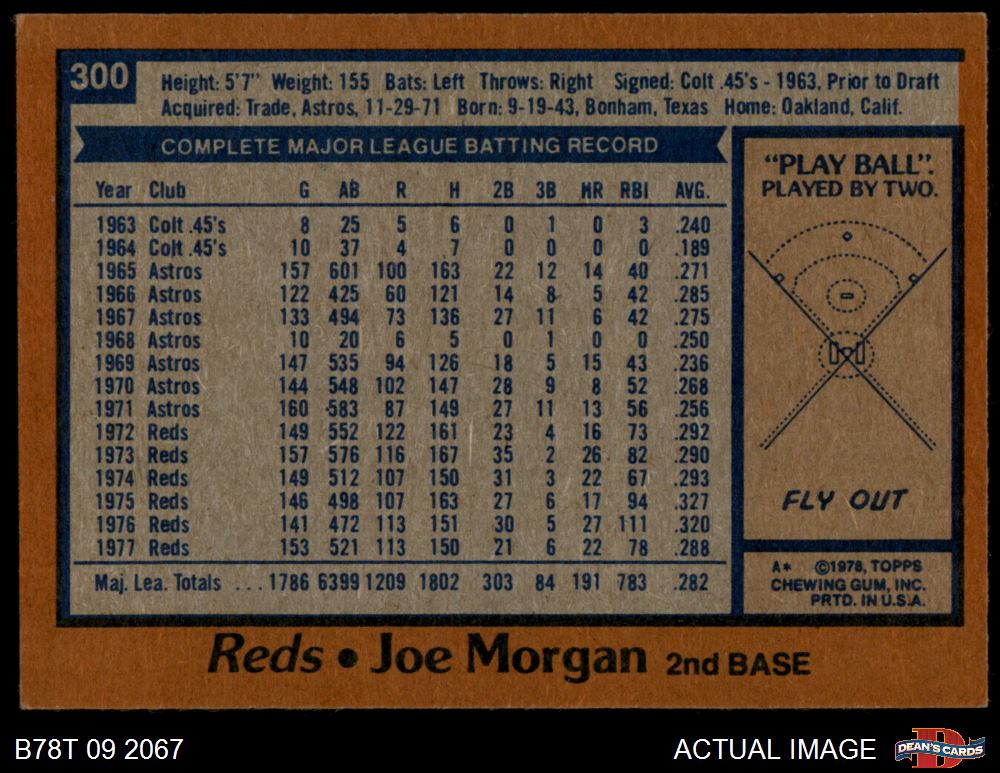 300
Height: 5'7" Weight: 155 Bats: Left Throws: Right Signed: Colt .45's - 1963, Prior to Draft
Acquired: Trade, Astros, 11-29-71 Born: 9-19-43, Bonham, Texas Home: Oakland, Calif.
COMPLETE MAJOR LEAGUE BATTING RECORD
Year Club G AB R H 2B 3B HR RBI AVG.
1963 Colt .45's 8 25 5 6 0 1 0 3 .240
1964 Colt .45's 10 37 4 7 0 0 0 0 .189
1965 Astros 157 601 100 163 22 12 14 40 .271
1966 Astros 122 425 60 121 14 8 5 42 .285
1967 Astros 133 494 73 136 27 11 6 42 .275
1968 Astros 10 20 6 5 0 1 0 0 .250
1969 Astros 147 535 94 126 18 5 15 43 .236
1970 Astros 144 548 102 147 28 9 8 52 .268
1971 Astros 160 583 87 149 27 11 13 56 .256
1972 Reds 149 552 122 161 23 4 16 73 .292
1973 Reds 157 576 116 167 35 2 26 82 .290
1974 Reds 149 512 107 150 31 3 22 67 .293
1975 Reds 146 498 107 163 27 6 17 94 .327
1976 Reds 141 472 113 151 30 5 27 111 .320
1977 Reds 153 521 113 150 21 6 22 78 .288
Maj. Lea. Totals ... 1786 6399 1209 1802 303 84 191 783 .282
"PLAY BALL".
PLAYED BY TWO.
FLY OUT
A* ©1978, TOPPS
CHEWING GUM, INC.
PRTD. IN U.S.A.
Reds • Joe Morgan 2nd BASE
B78T 09 2067
ACTUAL IMAGE
D
DEAN'S CARDS